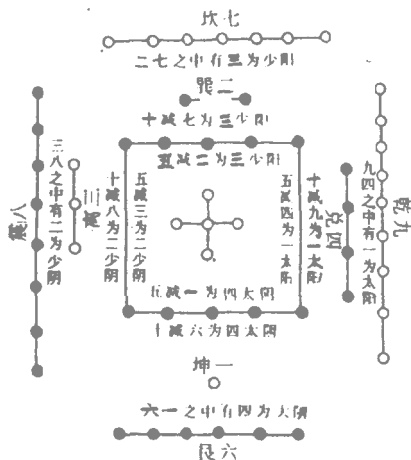 坎七
二七之中有三为少阳
巽二
十减七为三少阳
五减二为三少阳
八震
三八之中有二为少阴
三离
十减八为二少阴
五减三为二少阴
五减四为一太阳
十减九为一太阳
兑四
九四之中有一为太阳
乾九
五减一为四太阴
十减六为四太阴
坤一
六一之中有四为太阴
艮六